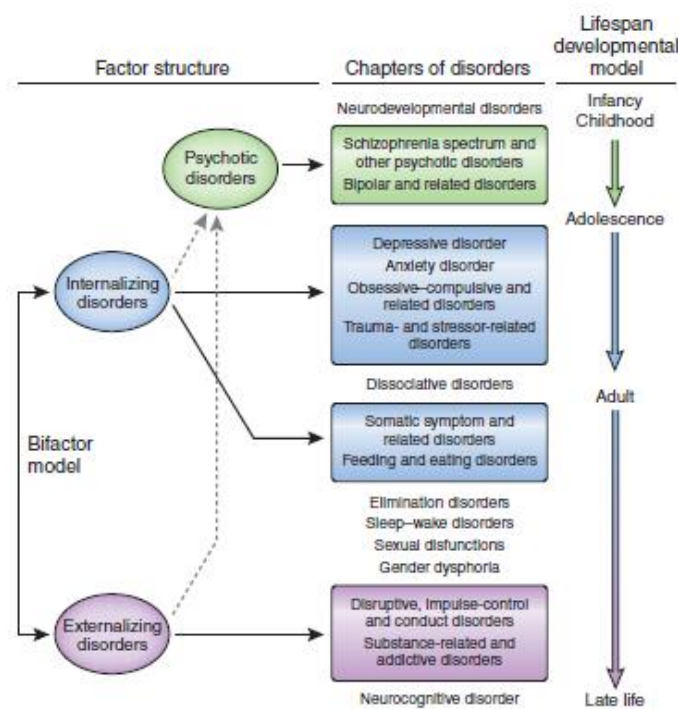 Factor structure
Chapters of disorders
Lifespan
developmental
model
Neurodevelopmental disorders
Infancy
Childhood
Psychotic
disorders
Schizophrenia spectrum and
other psychotic disorders
Bipolar and related disorders
Adolescence
Internalizing
disorders
Depressive disorder
Anxiety disorder
Obsessive–compulsive and
related disorders
Trauma- and stressor-related
disorders
Dissociative disorders
Adult
Bifactor
model
Somatic symptom and
related disorders
Feeding and eating disorders
Elimination disorders
Sleep–wake disorders
Sexual disfunctions
Gender dysphoria
Externalizing
disorders
Disruptive, Impulse-control
and conduct disorders
Substance-related and
addictive disorders
Neurocognitive disorder
Late life